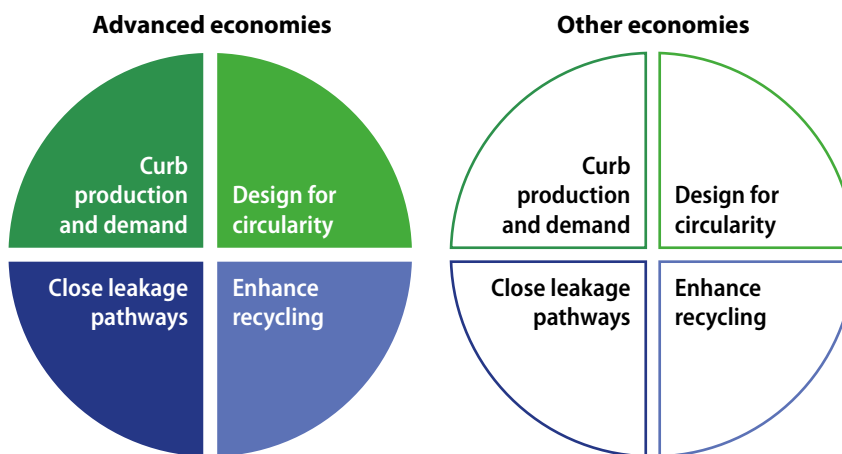 Advanced economies
Curb
production
and demand
Design for
circularity
Close leakage
pathways
Enhance
recycling
Other economies
Curb
production
and demand
Design for
circularity
Close leakage
pathways
Enhance
recycling